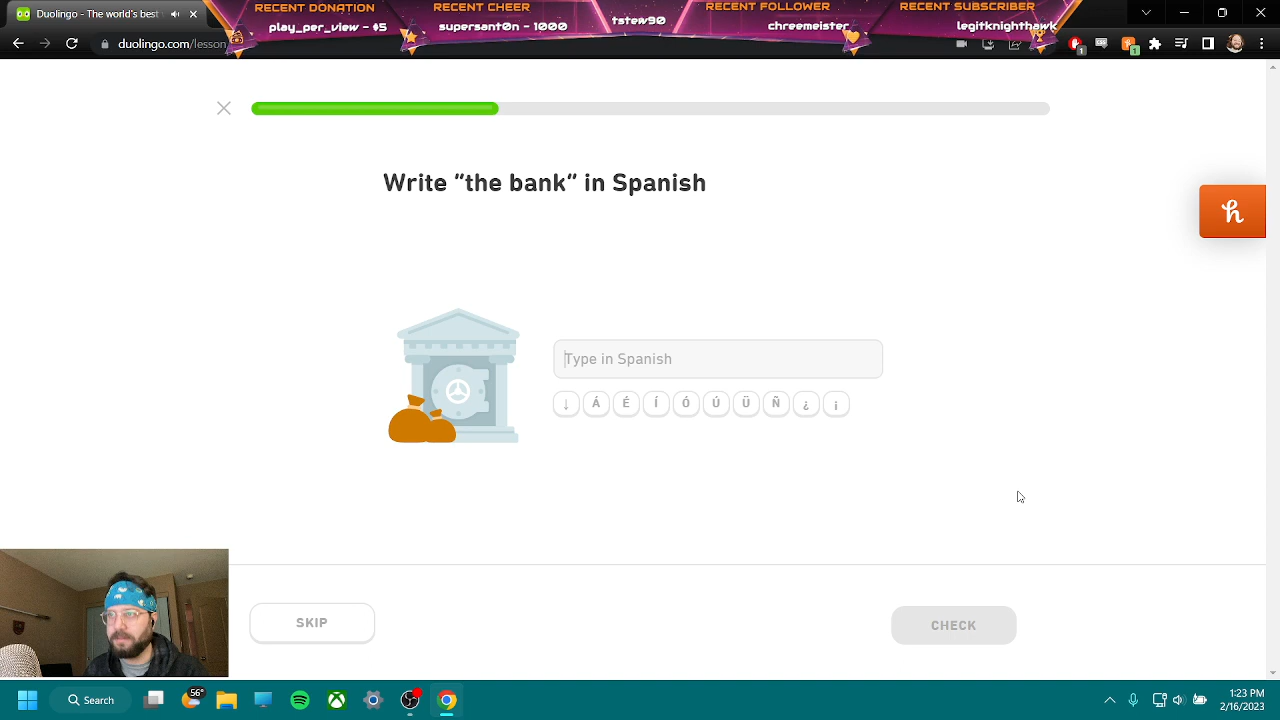 Duolingo - The world's best
RECENT DONATION
play_per_view - $5
RECENT CHEER
supersant0n - 1000
tstew90
RECENT FOLLOWER
chreemeister
RECENT SUBSCRIBER
legitknighthawk
duolingo.com/lesson
1
1
Write "the bank" in Spanish
Type in Spanish
↓ Á É Í Ó Ú Ü Ñ ¿ ¡
SKIP
CHECK
Search
56°
1:23 PM
2/16/2023